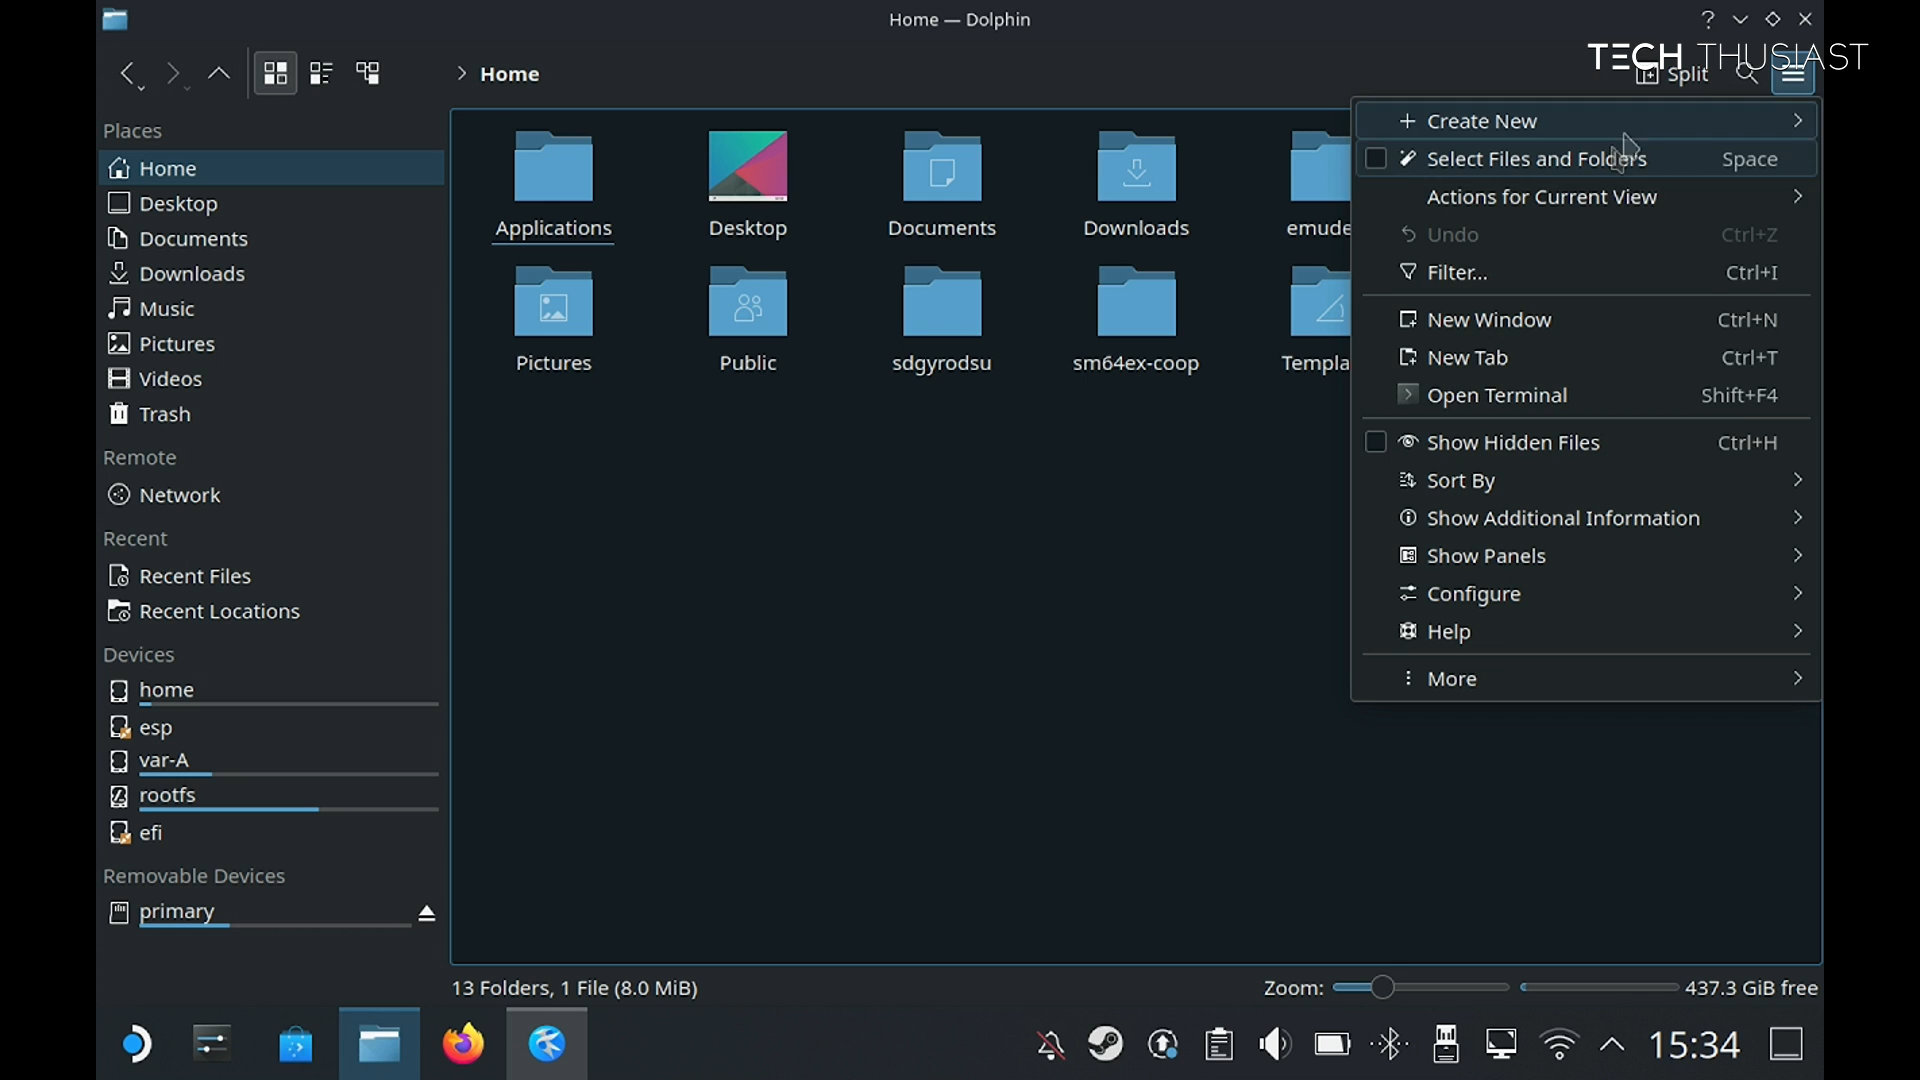 Home — Dolphin
TECH THUSIAST
Home
Split
Places
Home
Desktop
Documents
Downloads
Music
Pictures
Videos
Trash
Remote
Network
Recent
Recent Files
Recent Locations
Devices
home
esp
var-A
rootfs
efi
Removable Devices
primary
Applications
Desktop
Documents
Downloads
emude
Pictures
Public
sdgyrodsu
sm64ex-coop
Templa
Create New
Select Files and Folders Space
Actions for Current View
Undo Ctrl+Z
Filter... Ctrl+I
New Window Ctrl+N
New Tab Ctrl+T
Open Terminal Shift+F4
Show Hidden Files Ctrl+H
Sort By
Show Additional Information
Show Panels
Configure
Help
More
13 Folders, 1 File (8.0 MiB)
Zoom:
437.3 GiB free
15:34